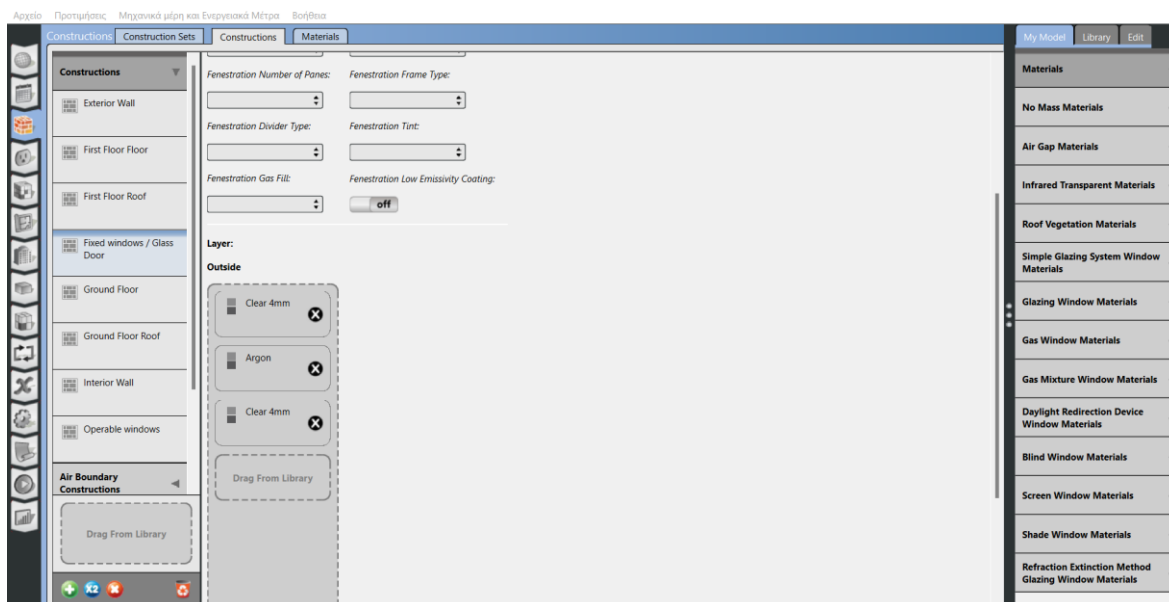 Αρχείο Προτιμήσεις Μηχανικά μέρη και Ενεργειακά Μέτρα Βοήθεια
Constructions Construction Sets Constructions Materials
My Model Library Edit
Constructions
Exterior Wall
First Floor Floor
First Floor Roof
Fixed windows / Glass
Door
Ground Floor
Ground Floor Roof
Interior Wall
Operable windows
Air Boundary
Constructions
Drag From Library
X2
Fenestration Number of Panes: Fenestration Frame Type:
Fenestration Divider Type: Fenestration Tint:
Fenestration Gas Fill: Fenestration Low Emissivity Coating:
off
Layer:
Outside
Clear 4mm
Argon
Clear 4mm
Drag From Library
Materials
No Mass Materials
Air Gap Materials
Infrared Transparent Materials
Roof Vegetation Materials
Simple Glazing System Window
Materials
Glazing Window Materials
Gas Window Materials
Gas Mixture Window Materials
Daylight Redirection Device
Window Materials
Blind Window Materials
Screen Window Materials
Shade Window Materials
Refraction Extinction Method
Glazing Window Materials